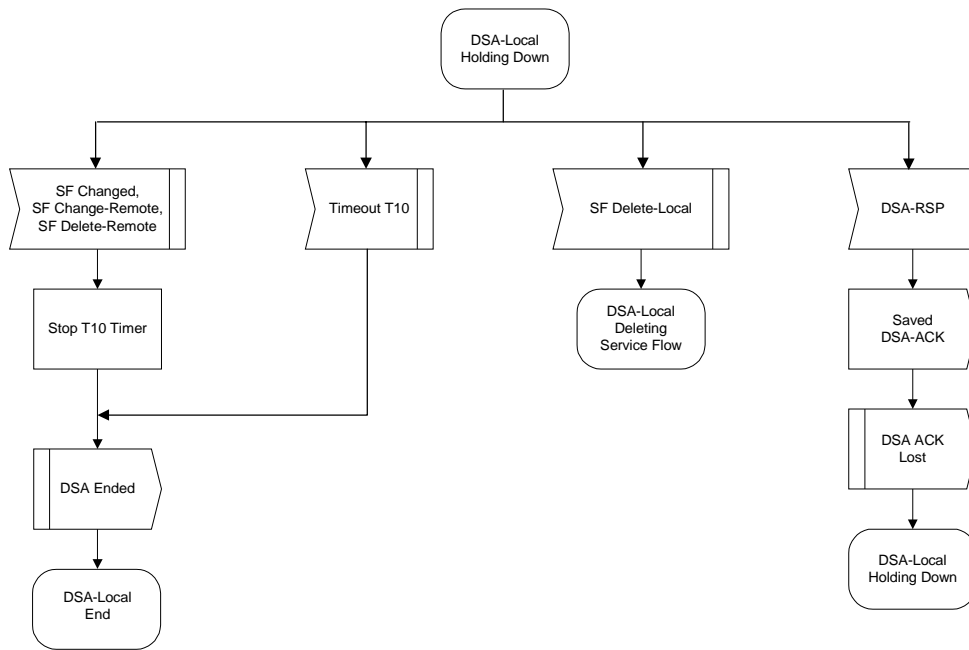 DSA-Local
Holding Down
SF Changed,
SF Change-Remote,
SF Delete-Remote
Timeout T10
SF Delete-Local
DSA-RSP
Stop T10 Timer
DSA-Local
Deleting
Service Flow
Saved
DSA-ACK
DSA Ended
DSA ACK
Lost
DSA-Local
End
DSA-Local
Holding Down